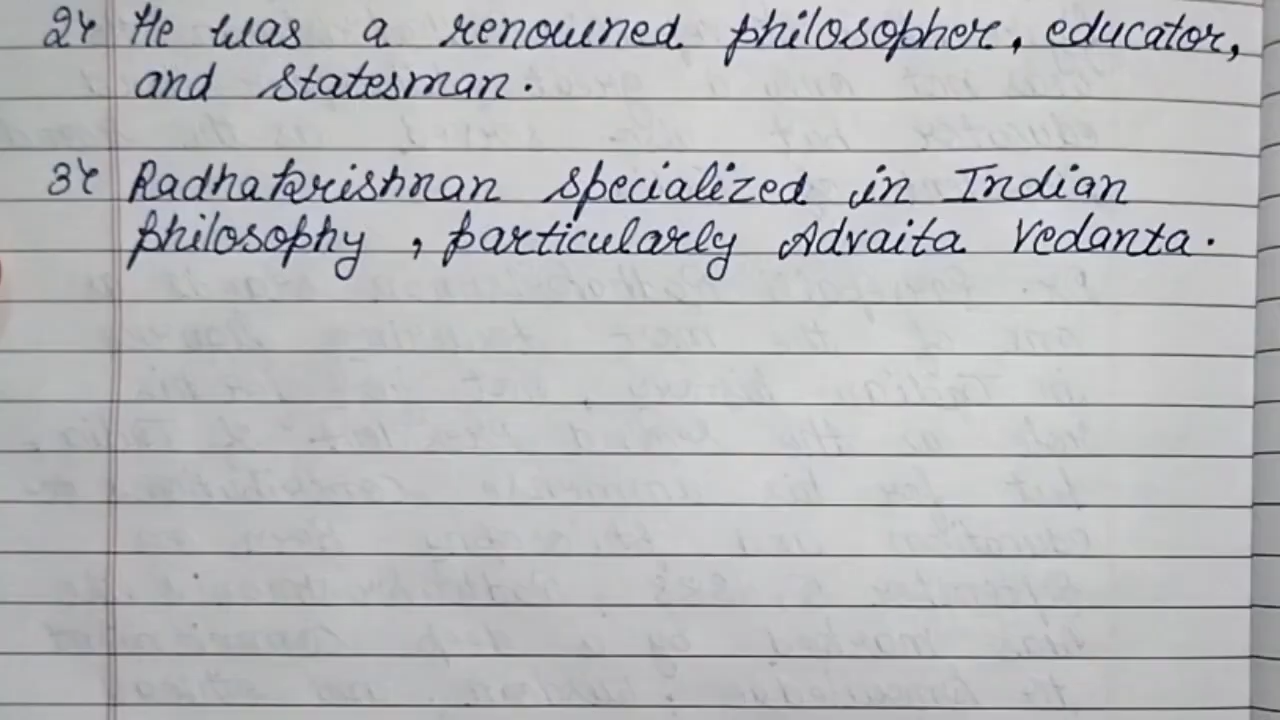 2. He was a renowned philosopher, educator,
and statesman.
3. Radhakrishnan specialized in Indian
philosophy, particularly Advaita Vedanta.